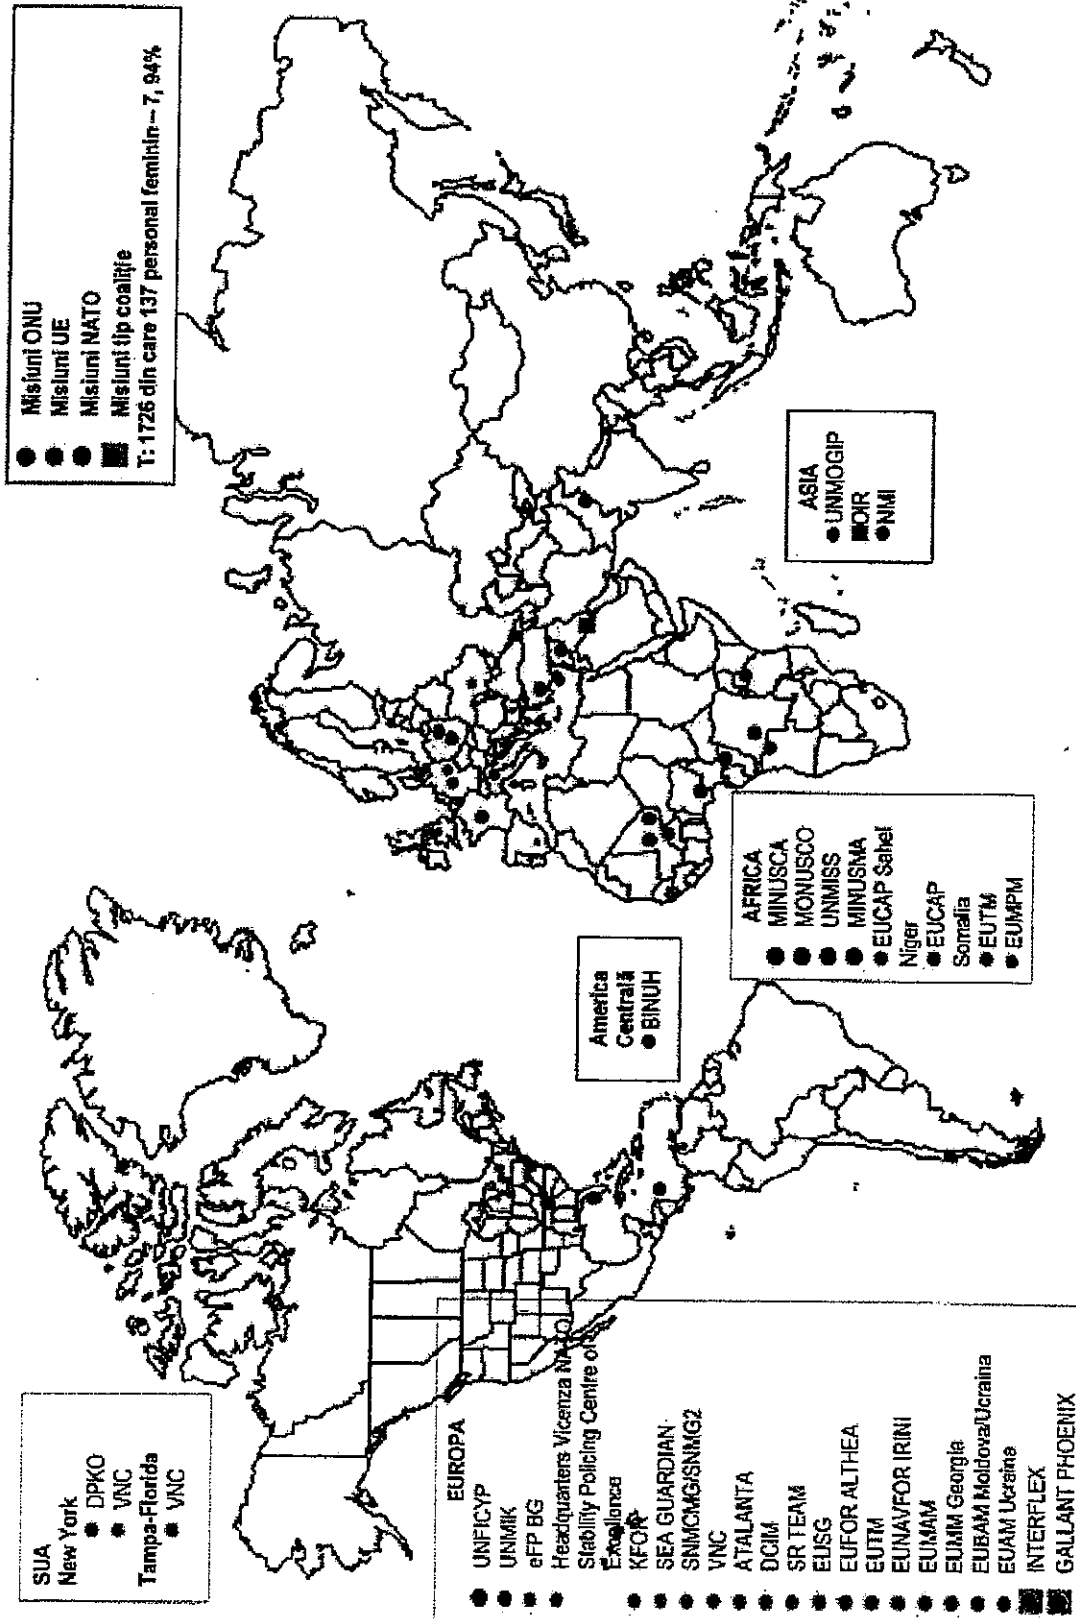 Misiuni ONU
Misiuni UE
Misiuni NATO
Misiuni tip coaliție
T: 1726 din care 137 personal feminin – 7, 94%
SUA
New York
DPKO
VNC
Tampa-Florida
VNC
America
Centrală
BINUH
AFRICA
MINUSCA
MONUSCO
UNMISS
MINUSMA
EUCAP Sahel
Niger
EUCAP
Somalia
EUTM
EUMPM
ASIA
UNMOGIP
OIR
NMI
EUROPA
UNFICYP
UNMIK
eFP BG
Headquarters Vicenza NATO
Stability Policing Centre of
Excellence
KFOR
SEA GUARDIAN
SNMCMG/SNMG2
VNC
ATALANTA
DCIM
SR TEAM
EUSG
EUFOR ALTHEA
EUTM
EUNAVFOR IRINI
EUMAM
EUMM Georgia
EUBAM Moldova/Ucraina
EUAM Ucraina
INTERFLEX
GALLANT PHOENIX